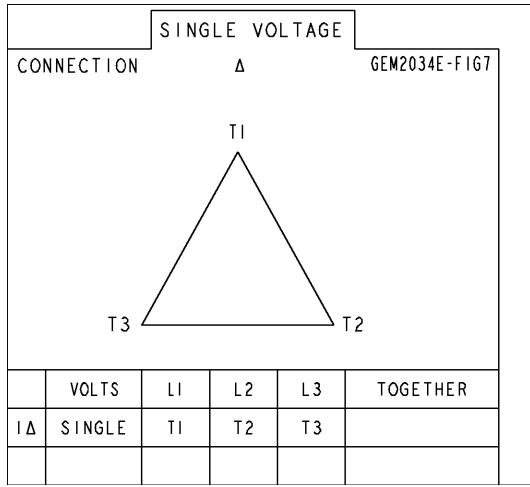 SINGLE VOLTAGE
CONNECTION Δ GEM2034E-FIG7
T1
T3 T2
VOLTS L1 L2 L3 TOGETHER
1Δ SINGLE T1 T2 T3